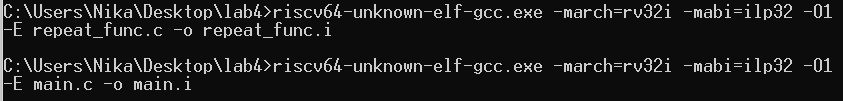 C:\Users\Nika\Desktop\lab4>riscv64-unknown-elf-gcc.exe -march=rv32i -mabi=ilp32 -O1
-E repeat_func.c -o repeat_func.i
C:\Users\Nika\Desktop\lab4>riscv64-unknown-elf-gcc.exe -march=rv32i -mabi=ilp32 -O1
-E main.c -o main.i